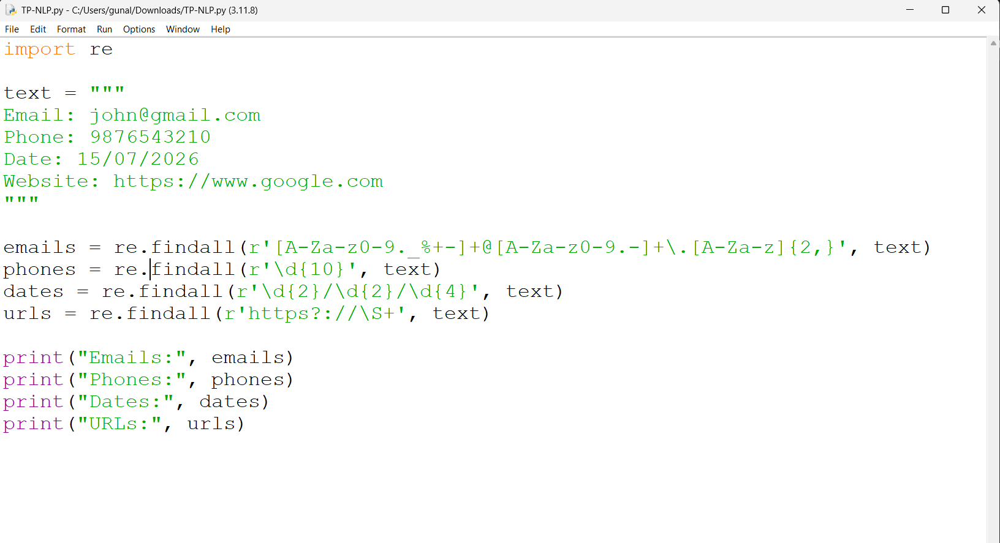 TP-NLP.py - C:/Users/gunal/Downloads/TP-NLP.py (3.11.8)
File Edit Format Run Options Window Help
import re
text = """
Email: john@gmail.com
Phone: 9876543210
Date: 15/07/2026
Website: https://www.google.com
"""
emails = re.findall(r'[A-Za-z0-9._%+-]+@[A-Za-z0-9.-]+\.[A-Za-z]{2,}', text)
phones = re.findall(r'\d{10}', text)
dates = re.findall(r'\d{2}/\d{2}/\d{4}', text)
urls = re.findall(r'https?://\S+', text)
print("Emails:", emails)
print("Phones:", phones)
print("Dates:", dates)
print("URLs:", urls)